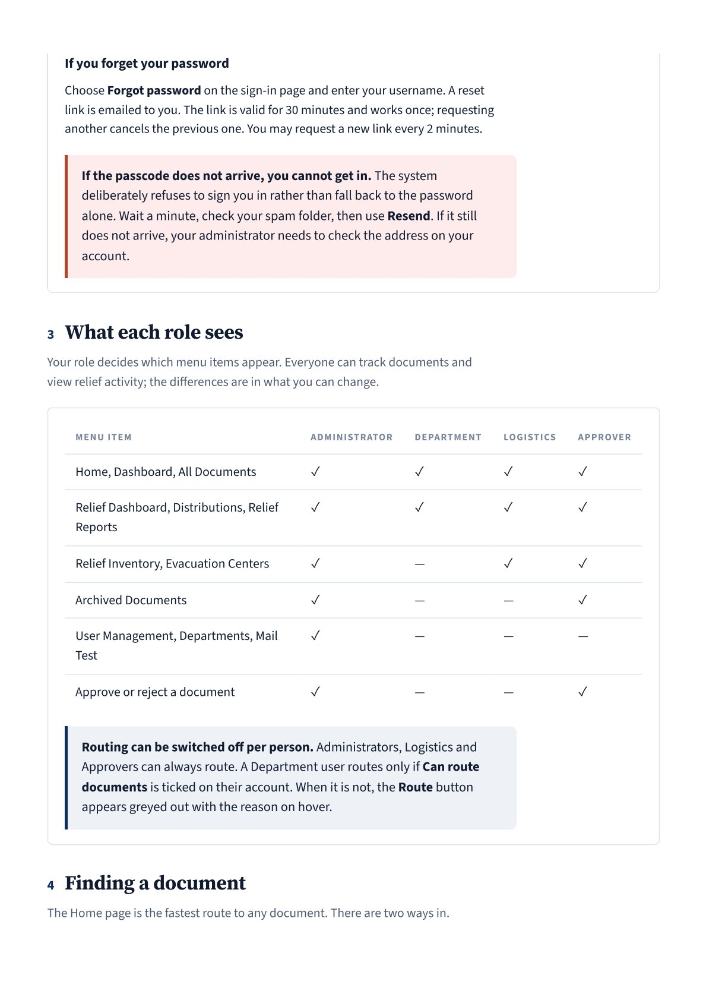 If you forget your password
Choose Forgot password on the sign-in page and enter your username. A reset
link is emailed to you. The link is valid for 30 minutes and works once; requesting
another cancels the previous one. You may request a new link every 2 minutes.
If the passcode does not arrive, you cannot get in. The system
deliberately refuses to sign you in rather than fall back to the password
alone. Wait a minute, check your spam folder, then use Resend. If it still
does not arrive, your administrator needs to check the address on your
account.
3 What each role sees
Your role decides which menu items appear. Everyone can track documents and
view relief activity; the differences are in what you can change.
MENU ITEM ADMINISTRATOR DEPARTMENT LOGISTICS APPROVER
Home, Dashboard, All Documents ✓ ✓ ✓ ✓
Relief Dashboard, Distributions, Relief ✓ ✓ ✓ ✓
Reports
Relief Inventory, Evacuation Centers ✓ — ✓ ✓
Archived Documents ✓ — — ✓
User Management, Departments, Mail ✓ — — —
Test
Approve or reject a document ✓ — — ✓
Routing can be switched off per person. Administrators, Logistics and
Approvers can always route. A Department user routes only if Can route
documents is ticked on their account. When it is not, the Route button
appears greyed out with the reason on hover.
4 Finding a document
The Home page is the fastest route to any document. There are two ways in.